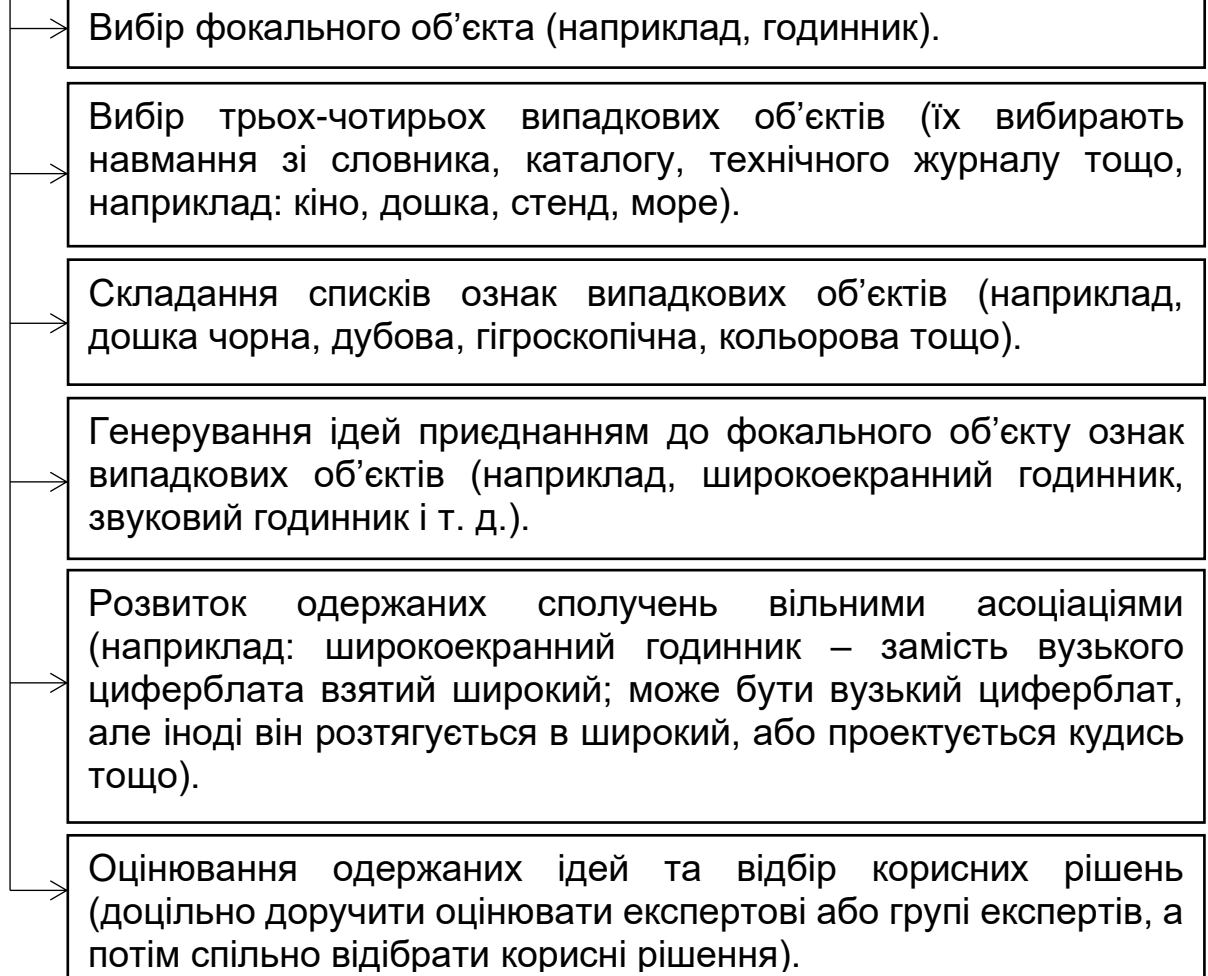 Вибір фокального об’єкта (наприклад, годинник).
Вибір трьох-чотирьох випадкових об’єктів (їх вибирають
навмання зі словника, каталогу, технічного журналу тощо,
наприклад: кіно, дошка, стенд, море).
Складання списків ознак випадкових об’єктів (наприклад,
дошка чорна, дубова, гігроскопічна, кольорова тощо).
Генерування ідей приєднанням до фокального об’єкту ознак
випадкових об’єктів (наприклад, широкоекранний годинник,
звуковий годинник і т. д.).
Розвиток одержаних сполучень вільними асоціаціями
(наприклад: широкоекранний годинник – замість вузького
циферблата взятий широкий; може бути вузький циферблат,
але іноді він розтягується в широкий, або проектується кудись
тощо).
Оцінювання одержаних ідей та відбір корисних рішень
(доцільно доручити оцінювати експертові або групі експертів, а
потім спільно відібрати корисні рішення).